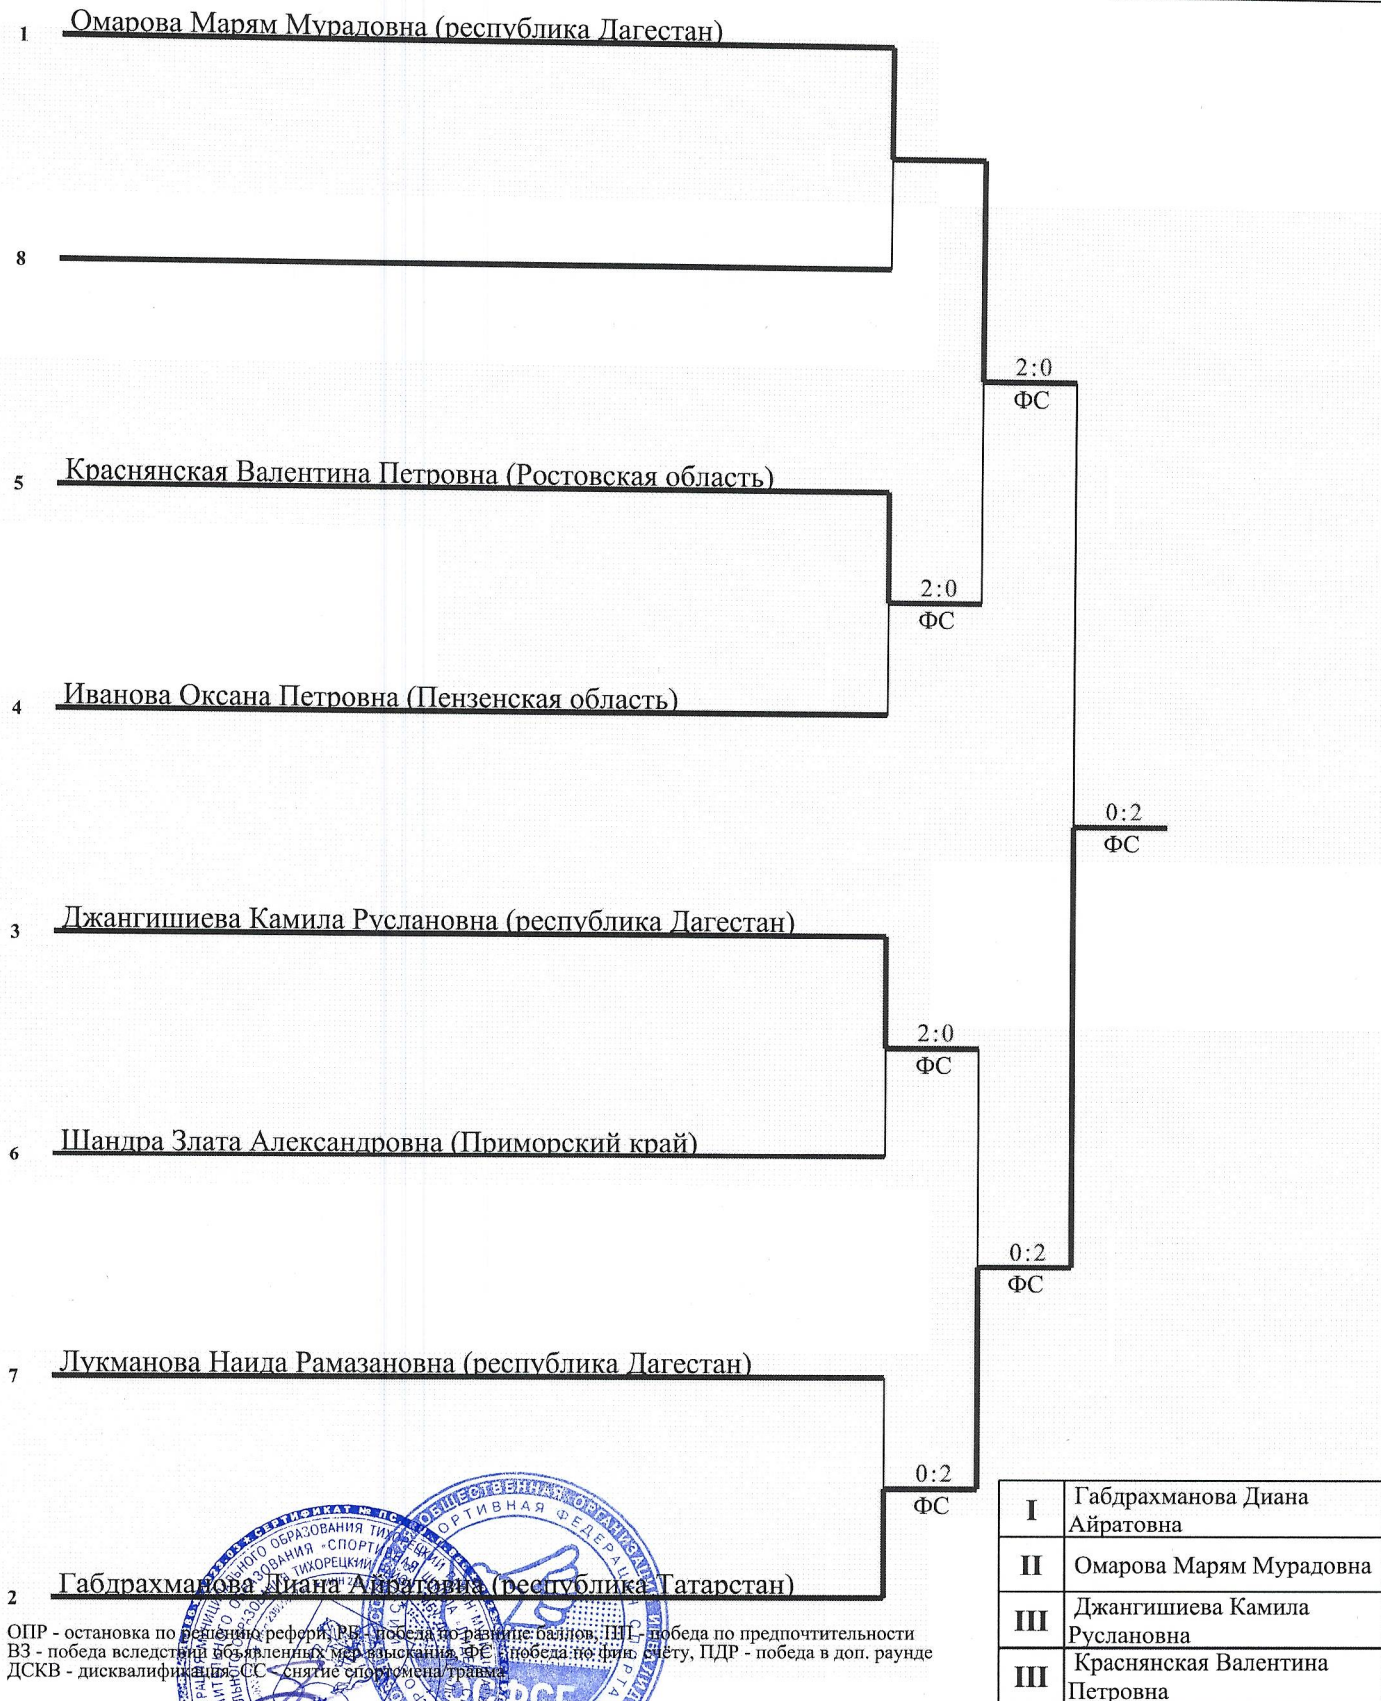 1 Омарова Марям Мурадовна (республика Дагестан)
8
2:0
ФС
5 Краснянская Валентина Петровна (Ростовская область)
2:0
ФС
4 Иванова Оксана Петровна (Пензенская область)
0:2
ФС
3 Джангишиева Камила Руслановна (республика Дагестан)
2:0
ФС
6 Шандра Злата Александровна (Приморский край)
0:2
ФС
7 Лукманова Наида Рамазановна (республика Дагестан)
0:2
ФС
2 Габдрахманова Диана Айратовна (республика Татарстан)
I Габдрахманова Диана
Айратовна
II Омарова Марям Мурадовна
III Джангишиева Камила
Руслановна
III Краснянская Валентина
Петровна
ОПР - остановка по решению рефери, РБ - победа по разнице баллов, ПП - победа по предпочтительности
ВЗ - победа вследствии объявленных мер взыскания, ФС - победа по фин. счёту, ПДР - победа в доп. раунде
ДСКВ - дисквалификация, СС - снятие спортсмена/травма